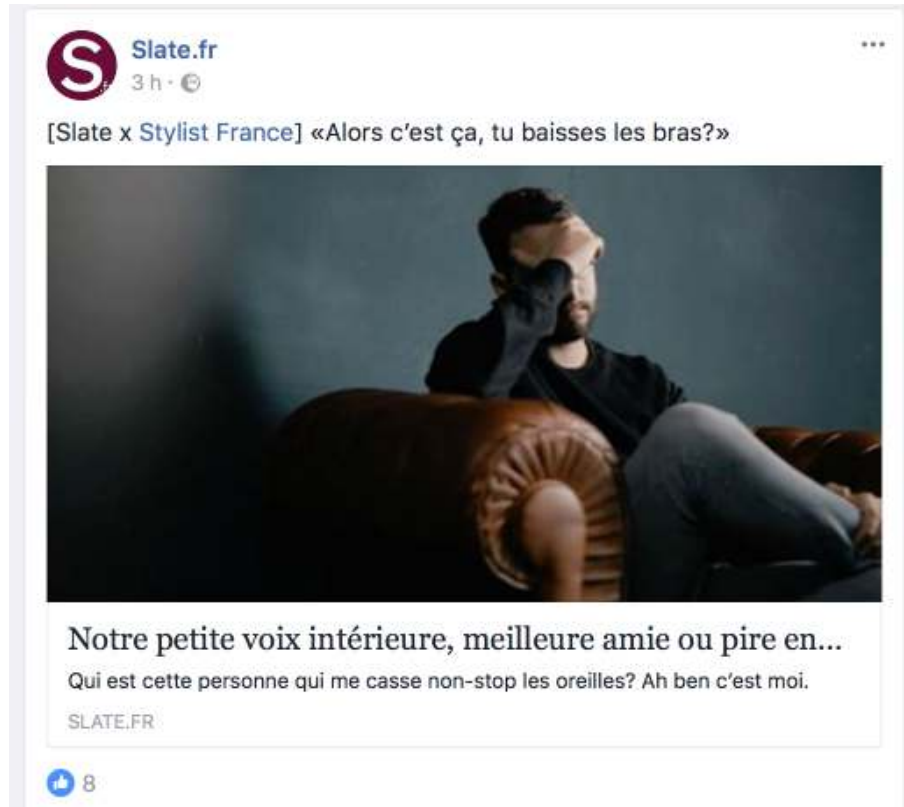 Slate.fr
3 h ·
[Slate x Stylist France] «Alors c’est ça, tu baisses les bras?»
Notre petite voix intérieure, meilleure amie ou pire en...
Qui est cette personne qui me casse non-stop les oreilles? Ah ben c’est moi.
SLATE.FR
8